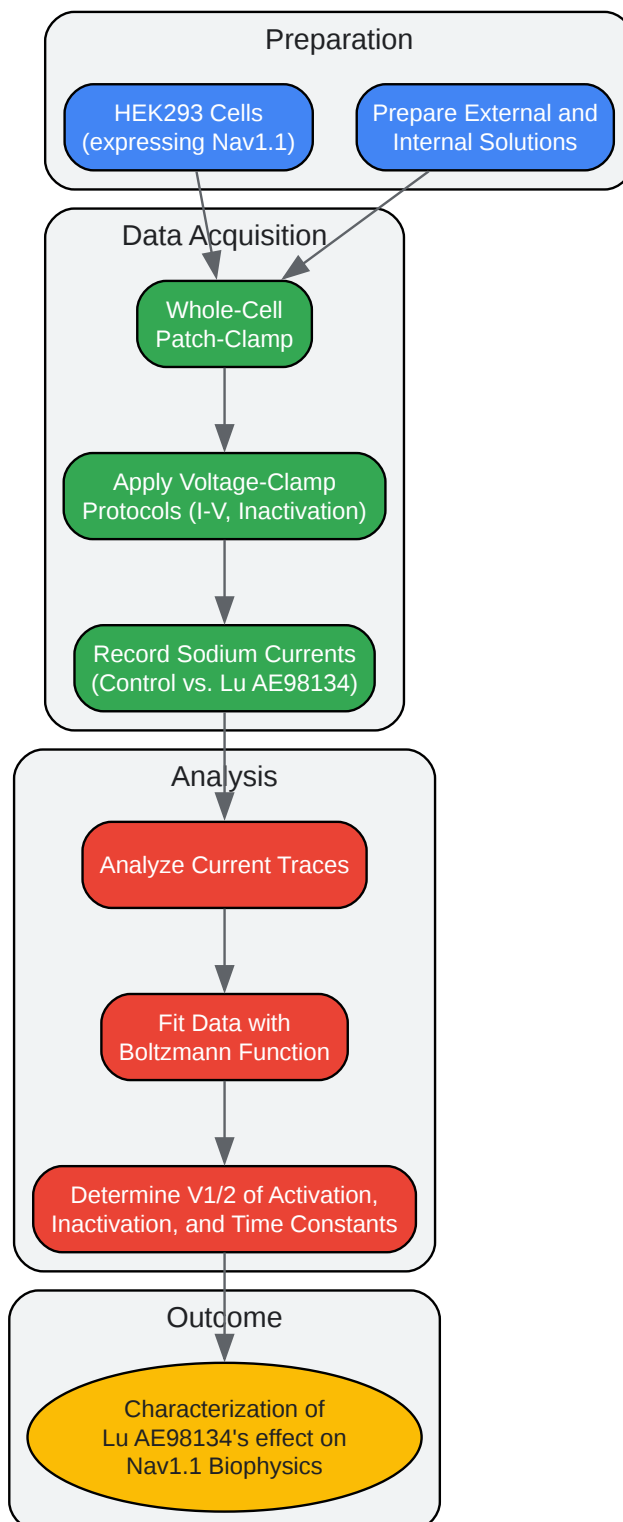 Preparation
HEK293 Cells
(expressing Nav1.1)
Prepare External and
Internal Solutions
Data Acquisition
Whole-Cell
Patch-Clamp
Apply Voltage-Clamp
Protocols (I-V, Inactivation)
Record Sodium Currents
(Control vs. Lu AE98134)
Analysis
Analyze Current Traces
Fit Data with
Boltzmann Function
Determine V1/2 of Activation,
Inactivation, and Time Constants
Outcome
Characterization of
Lu AE98134's effect on
Nav1.1 Biophysics